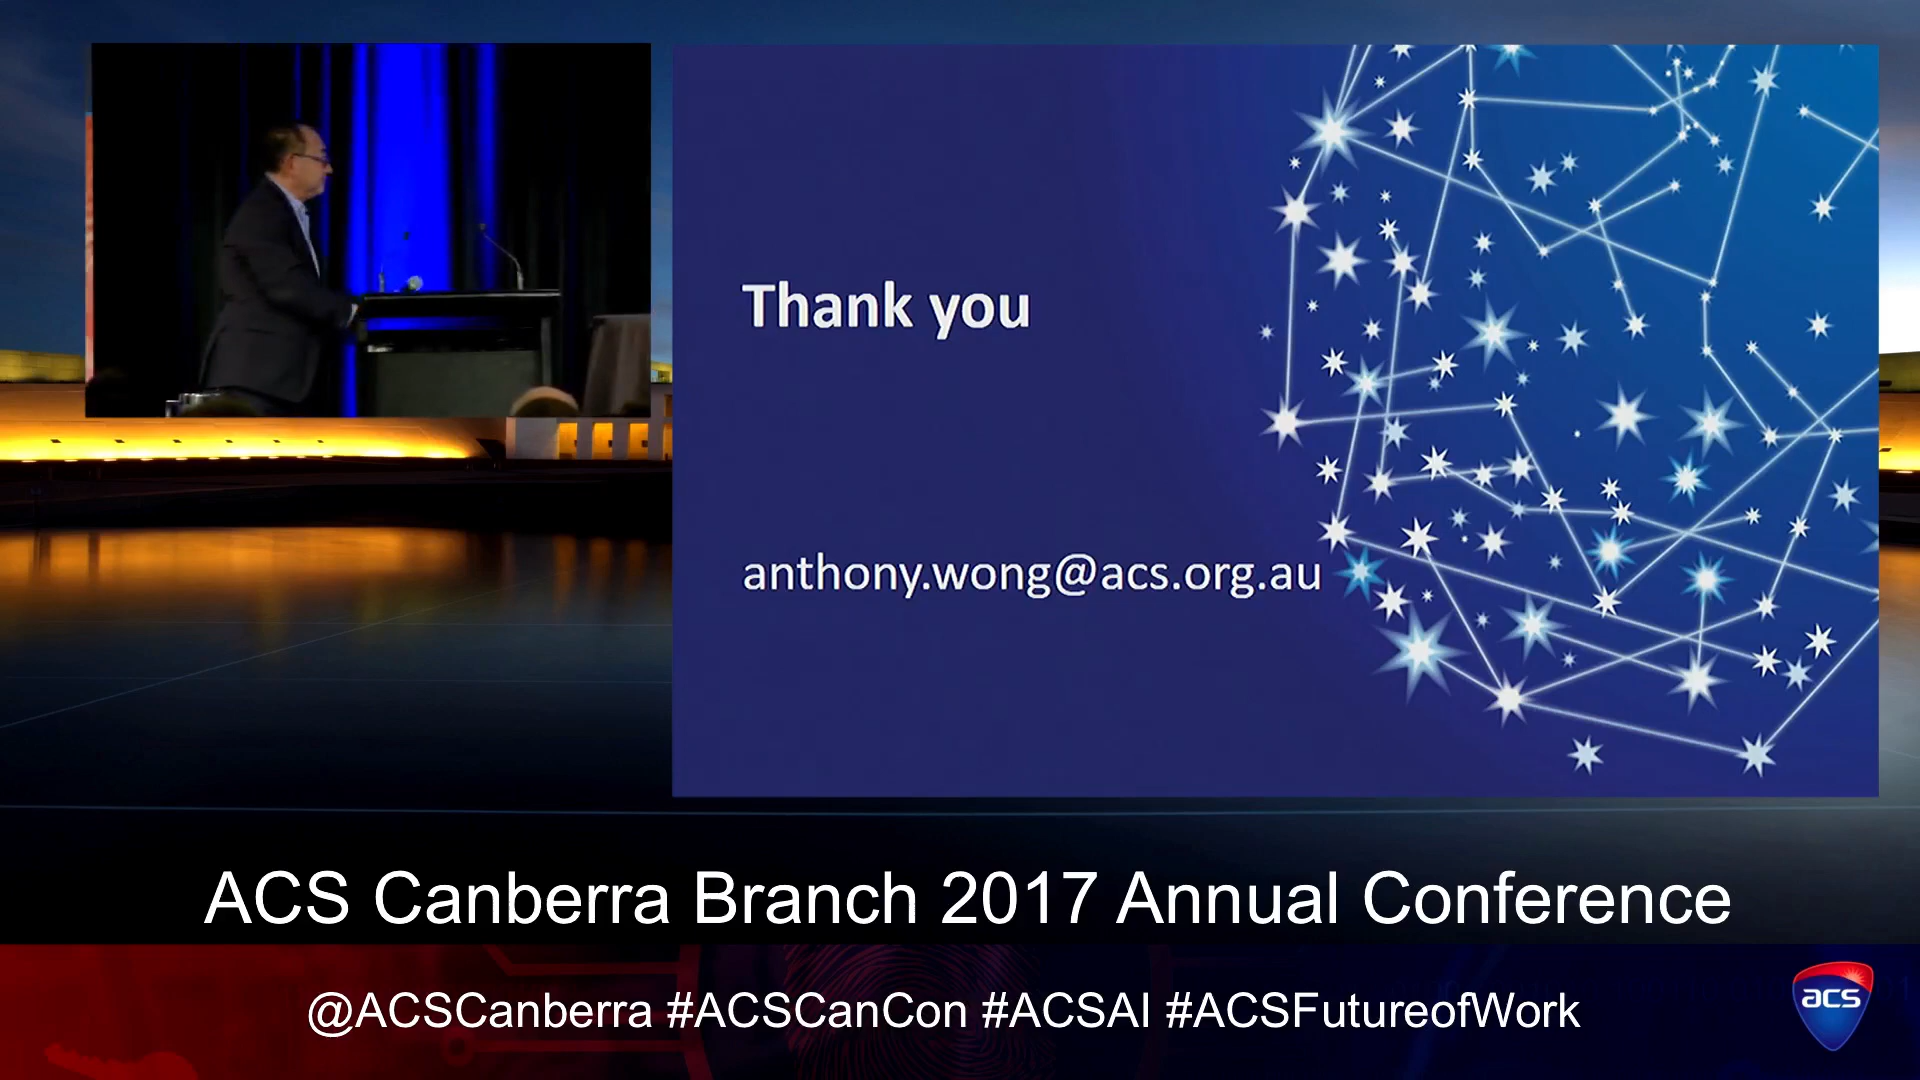 Thank you
anthony.wong@acs.org.au
ACS Canberra Branch 2017 Annual Conference
@ACSCanberra #ACSCanCon #ACSAI #ACSFutureofWork
acs